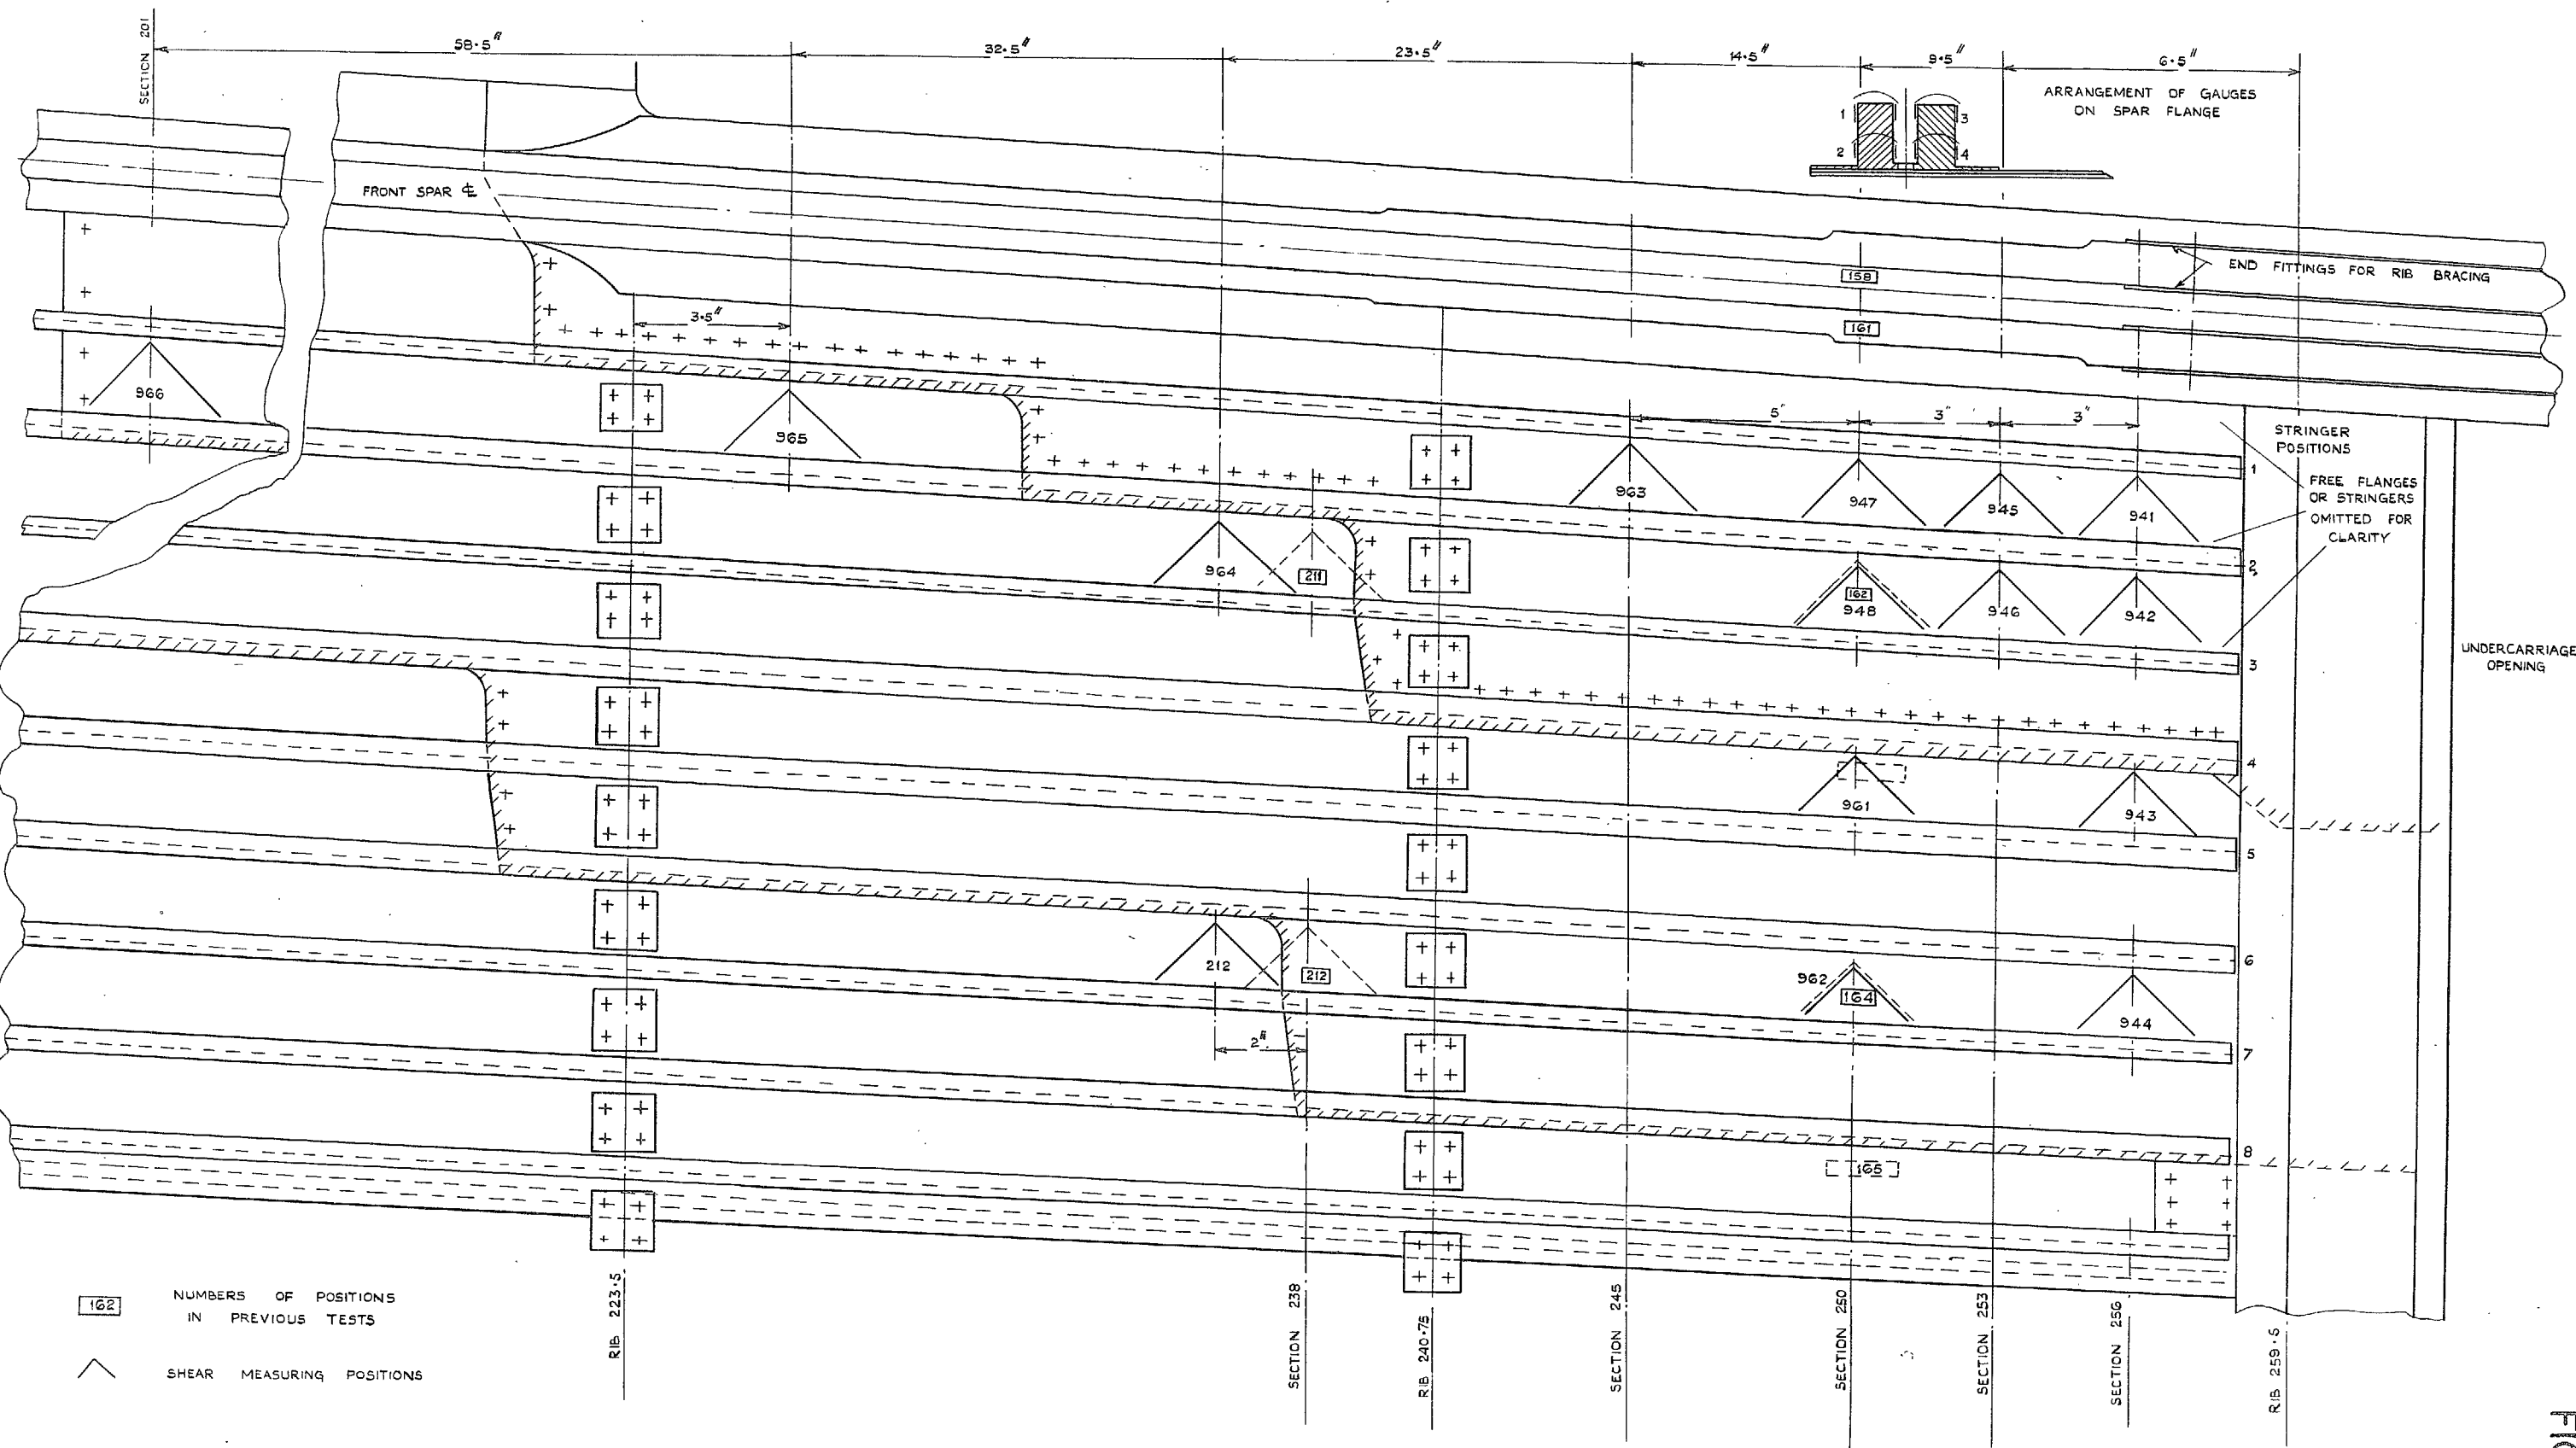 SECTION 201
58·5"
32·5"
23·5"
14·5"
9·5"
6·5"
ARRANGEMENT OF GAUGES
ON SPAR FLANGE
1
3
2
4
FRONT SPAR ℄
158
END FITTINGS FOR RIB BRACING
161
3·5"
966
965
5"
3"
3"
STRINGER
POSITIONS
1
963
947
945
941
FREE FLANGES
OR STRINGERS
OMITTED FOR
CLARITY
964
211
2
162
948
946
942
3
UNDERCARRIAGE
OPENING
4
961
943
5
6
212
212
962
164
944
2"
7
8
165
162
NUMBERS OF POSITIONS
IN PREVIOUS TESTS
SHEAR MEASURING POSITIONS
RIB 223·5
SECTION 238
RIB 240·75
SECTION 245
SECTION 250
SECTION 253
SECTION 256
RIB 259·5